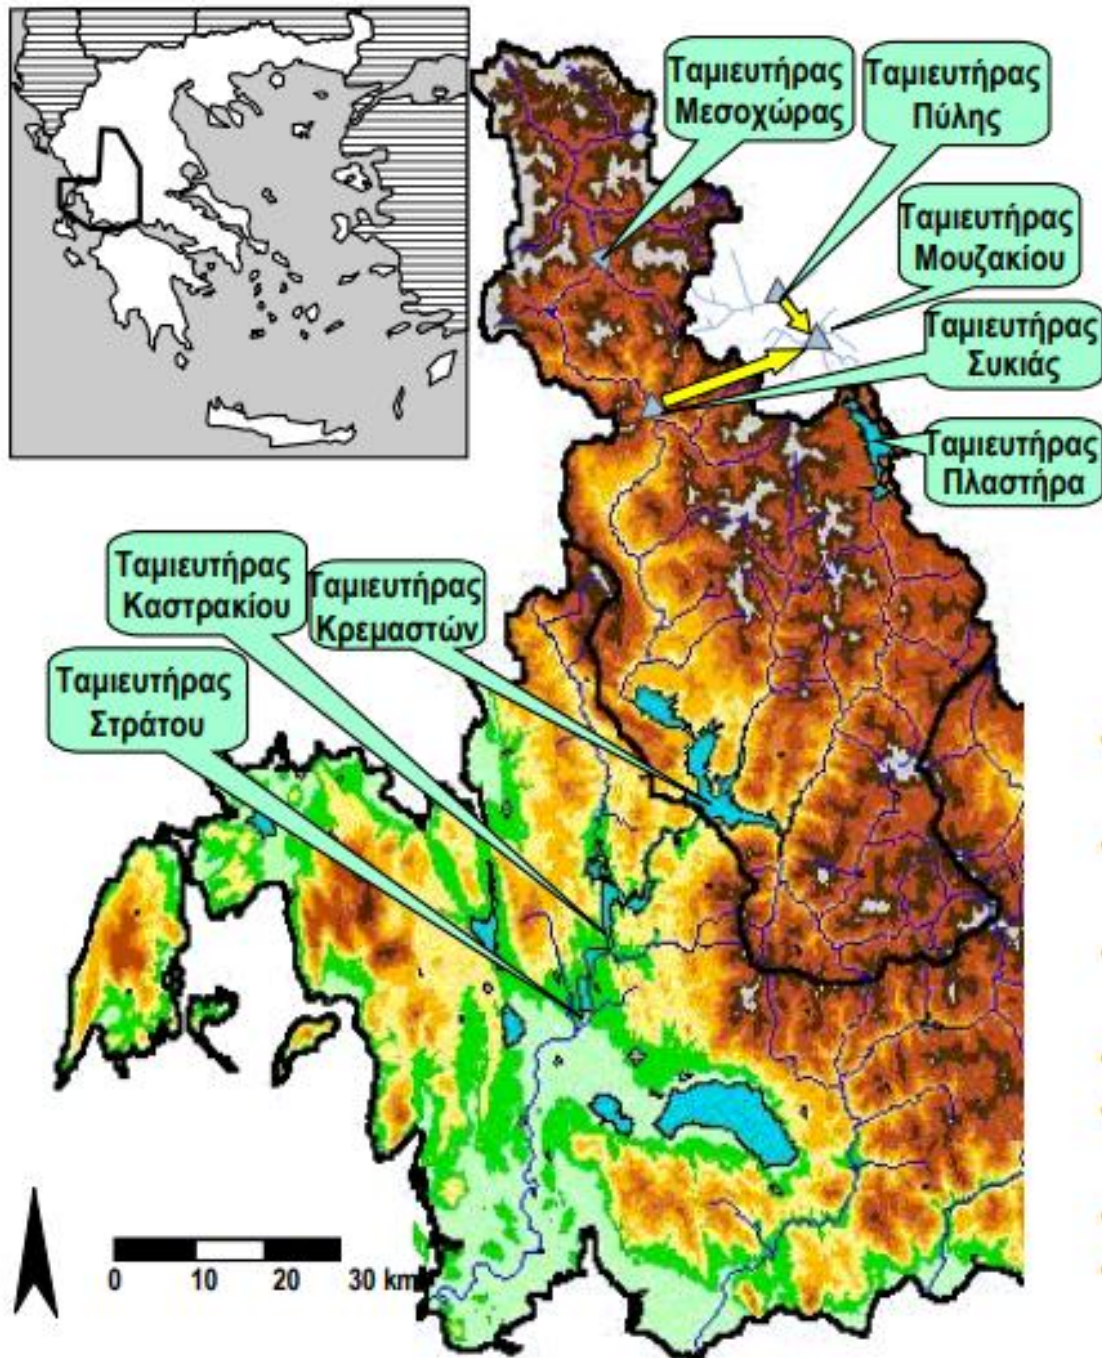 Ταμιευτήρας
Μεσοχώρας
Ταμιευτήρας
Πύλης
Ταμιευτήρας
Μουζακίου
Ταμιευτήρας
Συκιάς
Ταμιευτήρας
Πλαστήρα
Ταμιευτήρας
Καστρακίου
Ταμιευτήρας
Κρεμαστών
Ταμιευτήρας
Στράτου
0 10 20 30 km